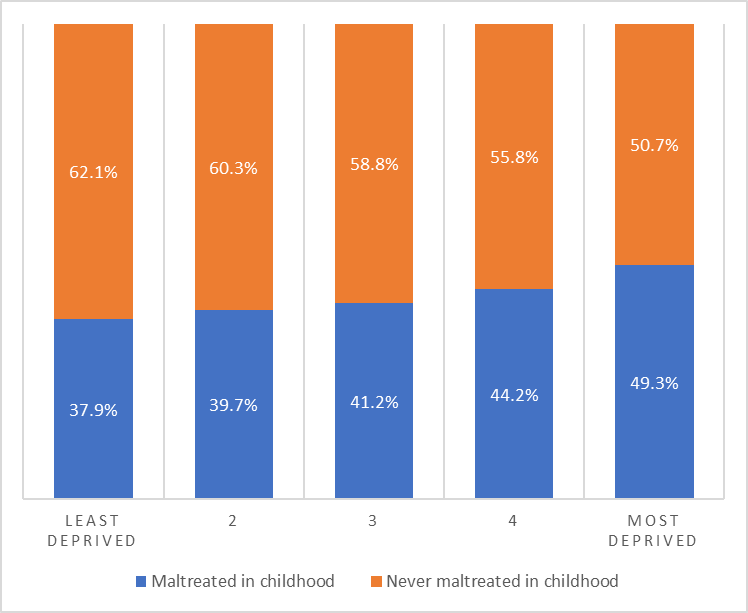 62.1% 60.3% 58.8% 55.8% 50.7%
37.9% 39.7% 41.2% 44.2% 49.3%
LEAST DEPRIVED 2 3 4 MOST DEPRIVED
Maltreated in childhood Never maltreated in childhood